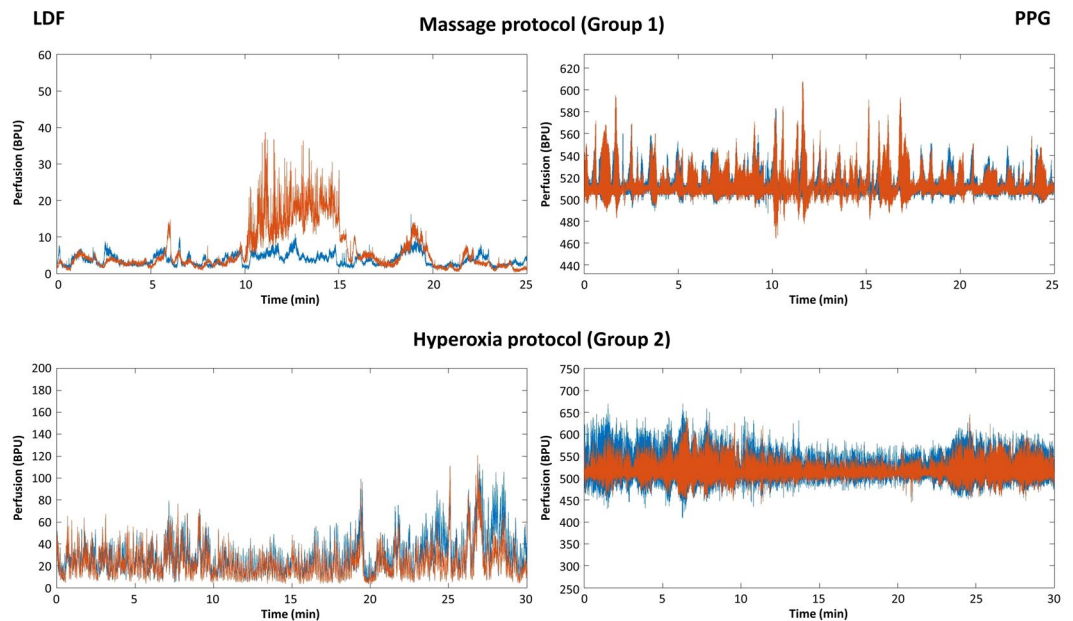 LDF
Massage protocol (Group 1)
PPG
60
50
40
30
20
10
0
Perfusion (BPU)
0 5 10 15 20 25
Time (min)
620
600
580
560
540
520
500
480
460
440
Perfusion (BPU)
0 5 10 15 20 25
Time (min)
Hyperoxia protocol (Group 2)
200
180
160
140
120
100
80
60
40
20
0
Perfusion (BPU)
0 5 10 15 20 25 30
Time (min)
750
700
650
600
550
500
450
400
350
300
250
Perfusion (BPU)
0 5 10 15 20 25 30
Time (min)